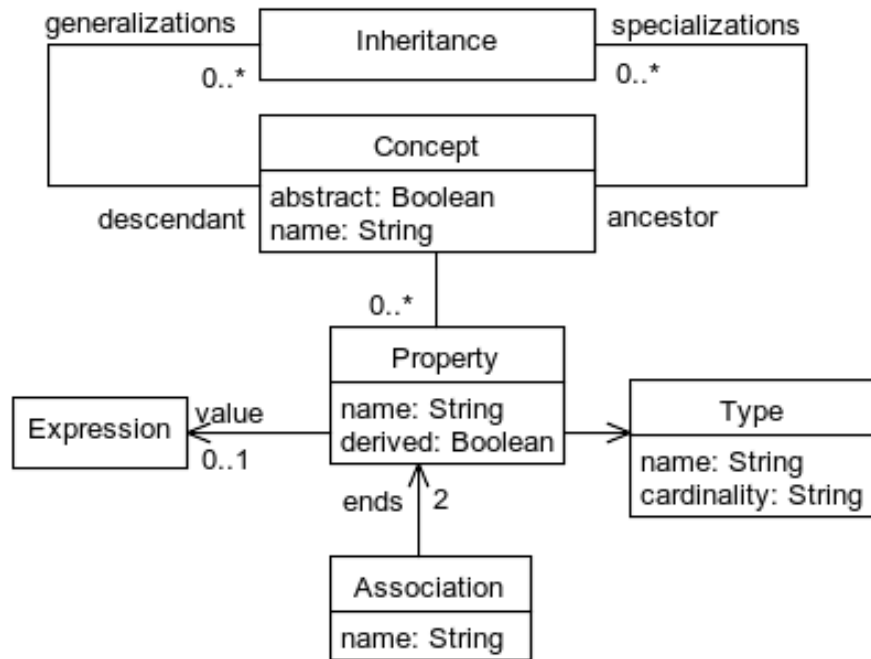 generalizations
Inheritance
specializations
0..*
0..*
Concept
abstract: Boolean
name: String
descendant
ancestor
0..*
Property
name: String
derived: Boolean
Expression
value
0..1
Type
name: String
cardinality: String
ends
2
Association
name: String